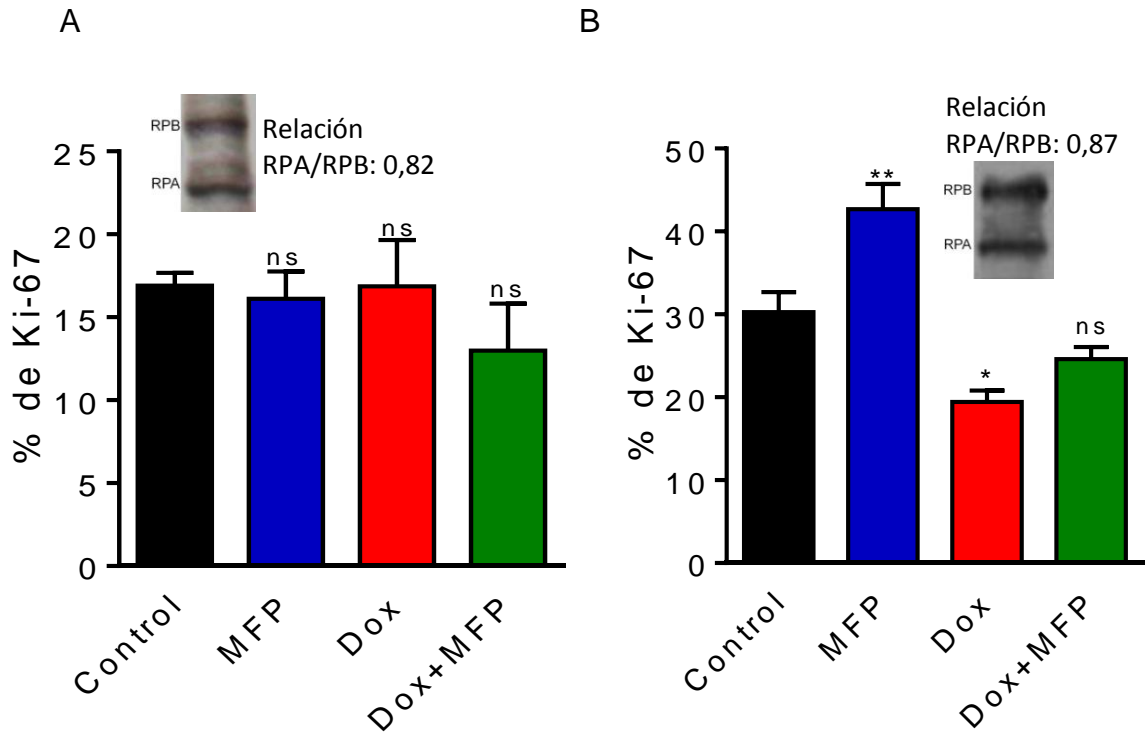 A
RPB
RPA
Relación
RPA/RPB: 0,82
25
20
15
10
5
0
% de Ki-67
ns
ns
ns
Control
MFP
Dox
Dox+MFP
B
Relación
RPA/RPB: 0,87
RPB
RPA
50
40
30
20
10
0
% de Ki-67
**
*
ns
Control
MFP
Dox
Dox+MFP